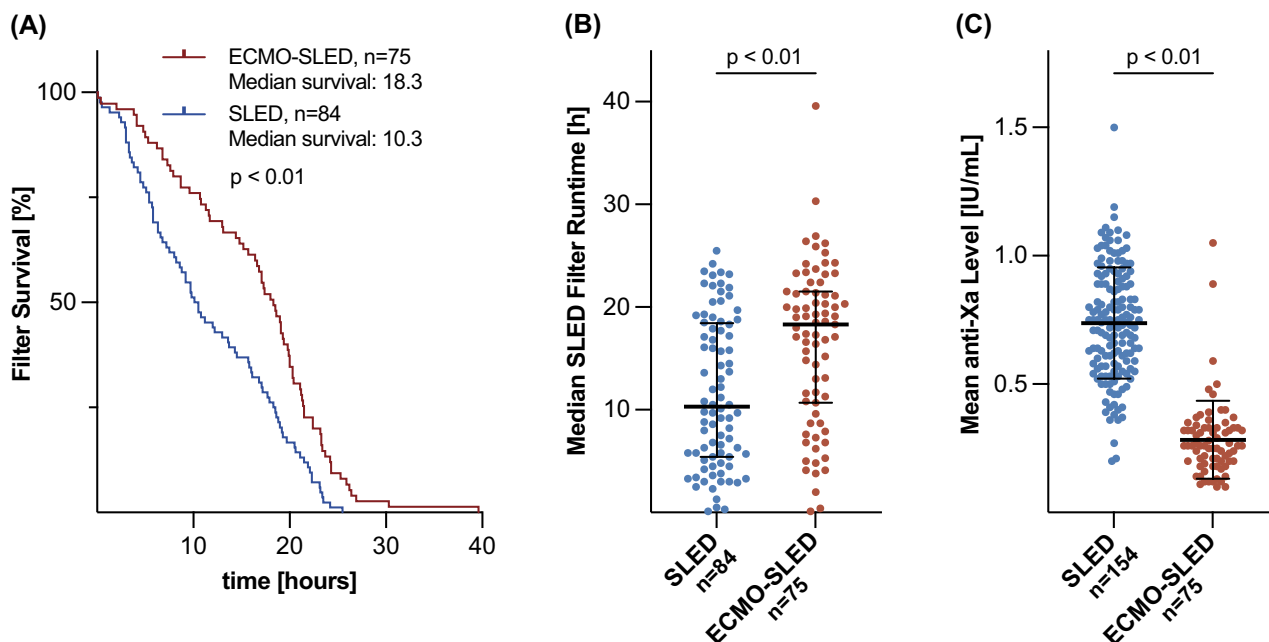 (A)
ECMO-SLED, n=75
Median survival: 18.3
SLED, n=84
Median survival: 10.3
p < 0.01
100
50
Filter Survival [%]
10
20
30
40
time [hours]
(B)
p < 0.01
40
30
20
10
Median SLED Filter Runtime [h]
SLED
n=84
ECMO-SLED
n=75
(C)
p < 0.01
1.5
1.0
0.5
Mean anti-Xa Level [IU/mL]
SLED
n=154
ECMO-SLED
n=75